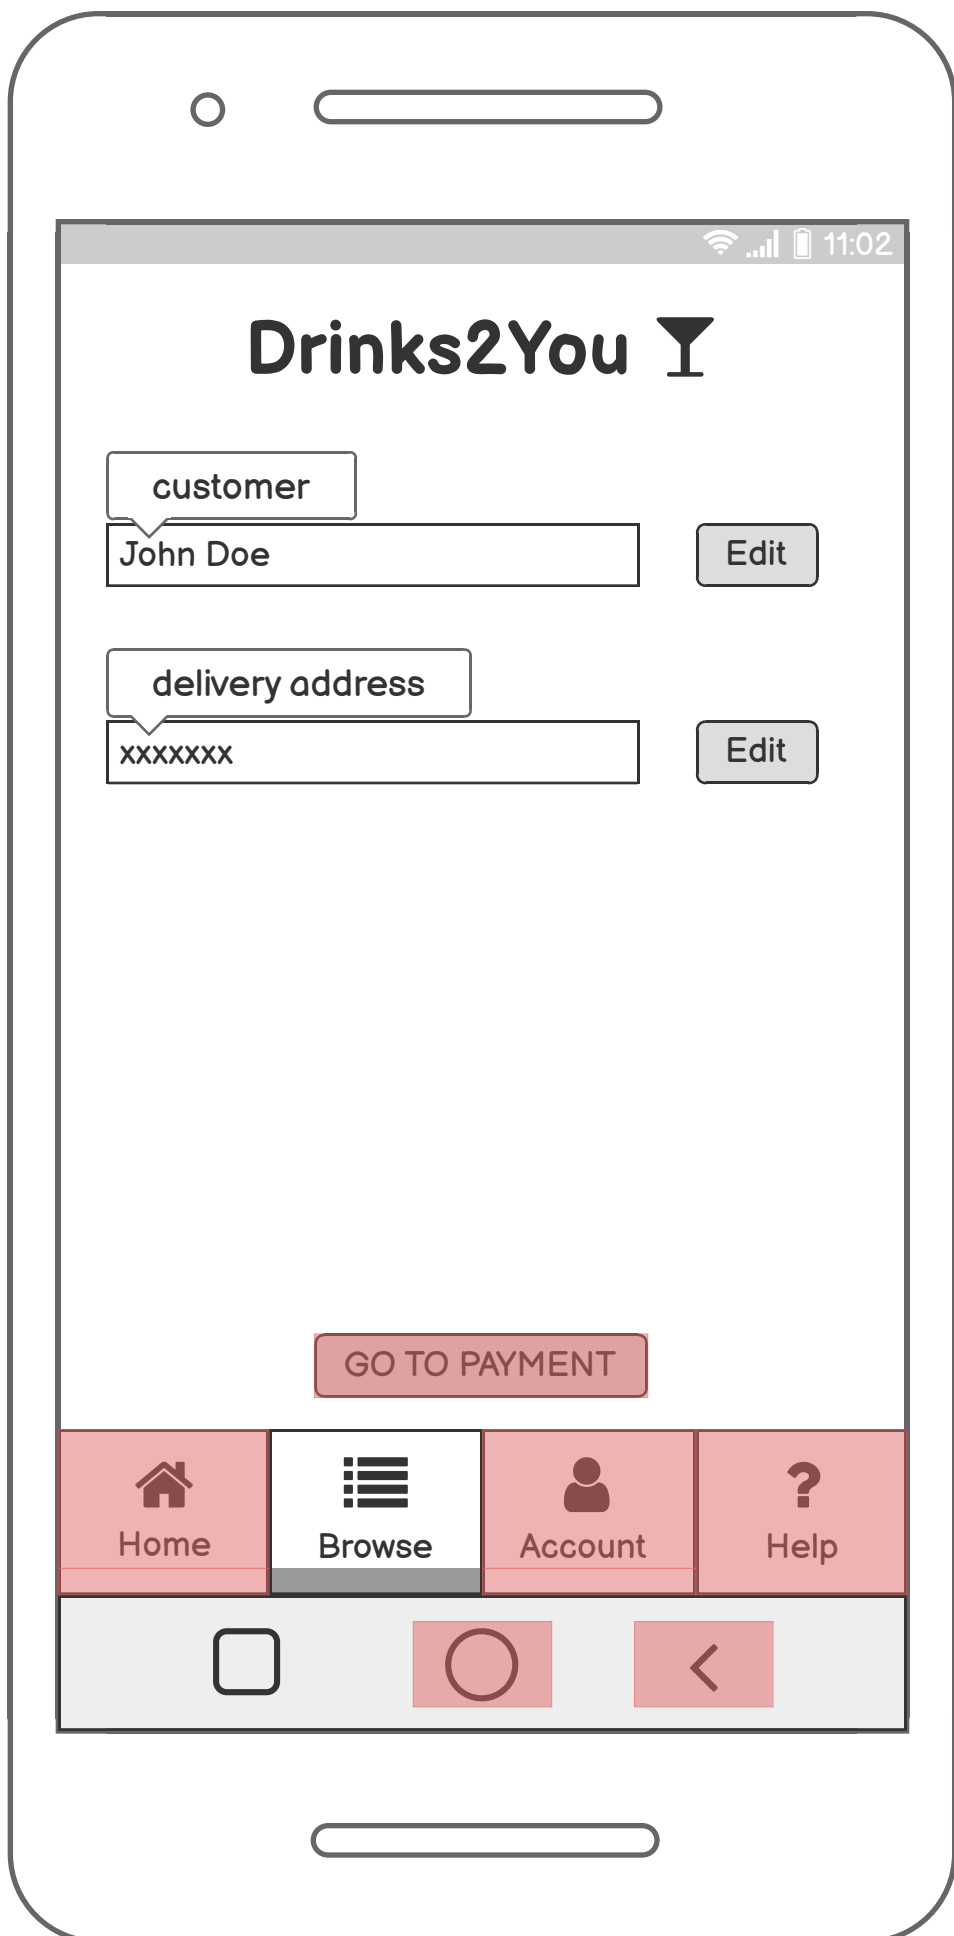 11:02
Drinks2You
customer
John Doe
Edit
delivery address
xxxxxxx
Edit
GO TO PAYMENT
Home
Browse
Account
Help